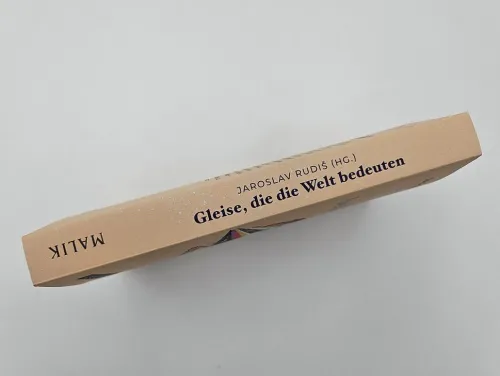 JAROSLAV RUDIŠ (HG.)
Gleise, die die Welt bedeuten
MALIK